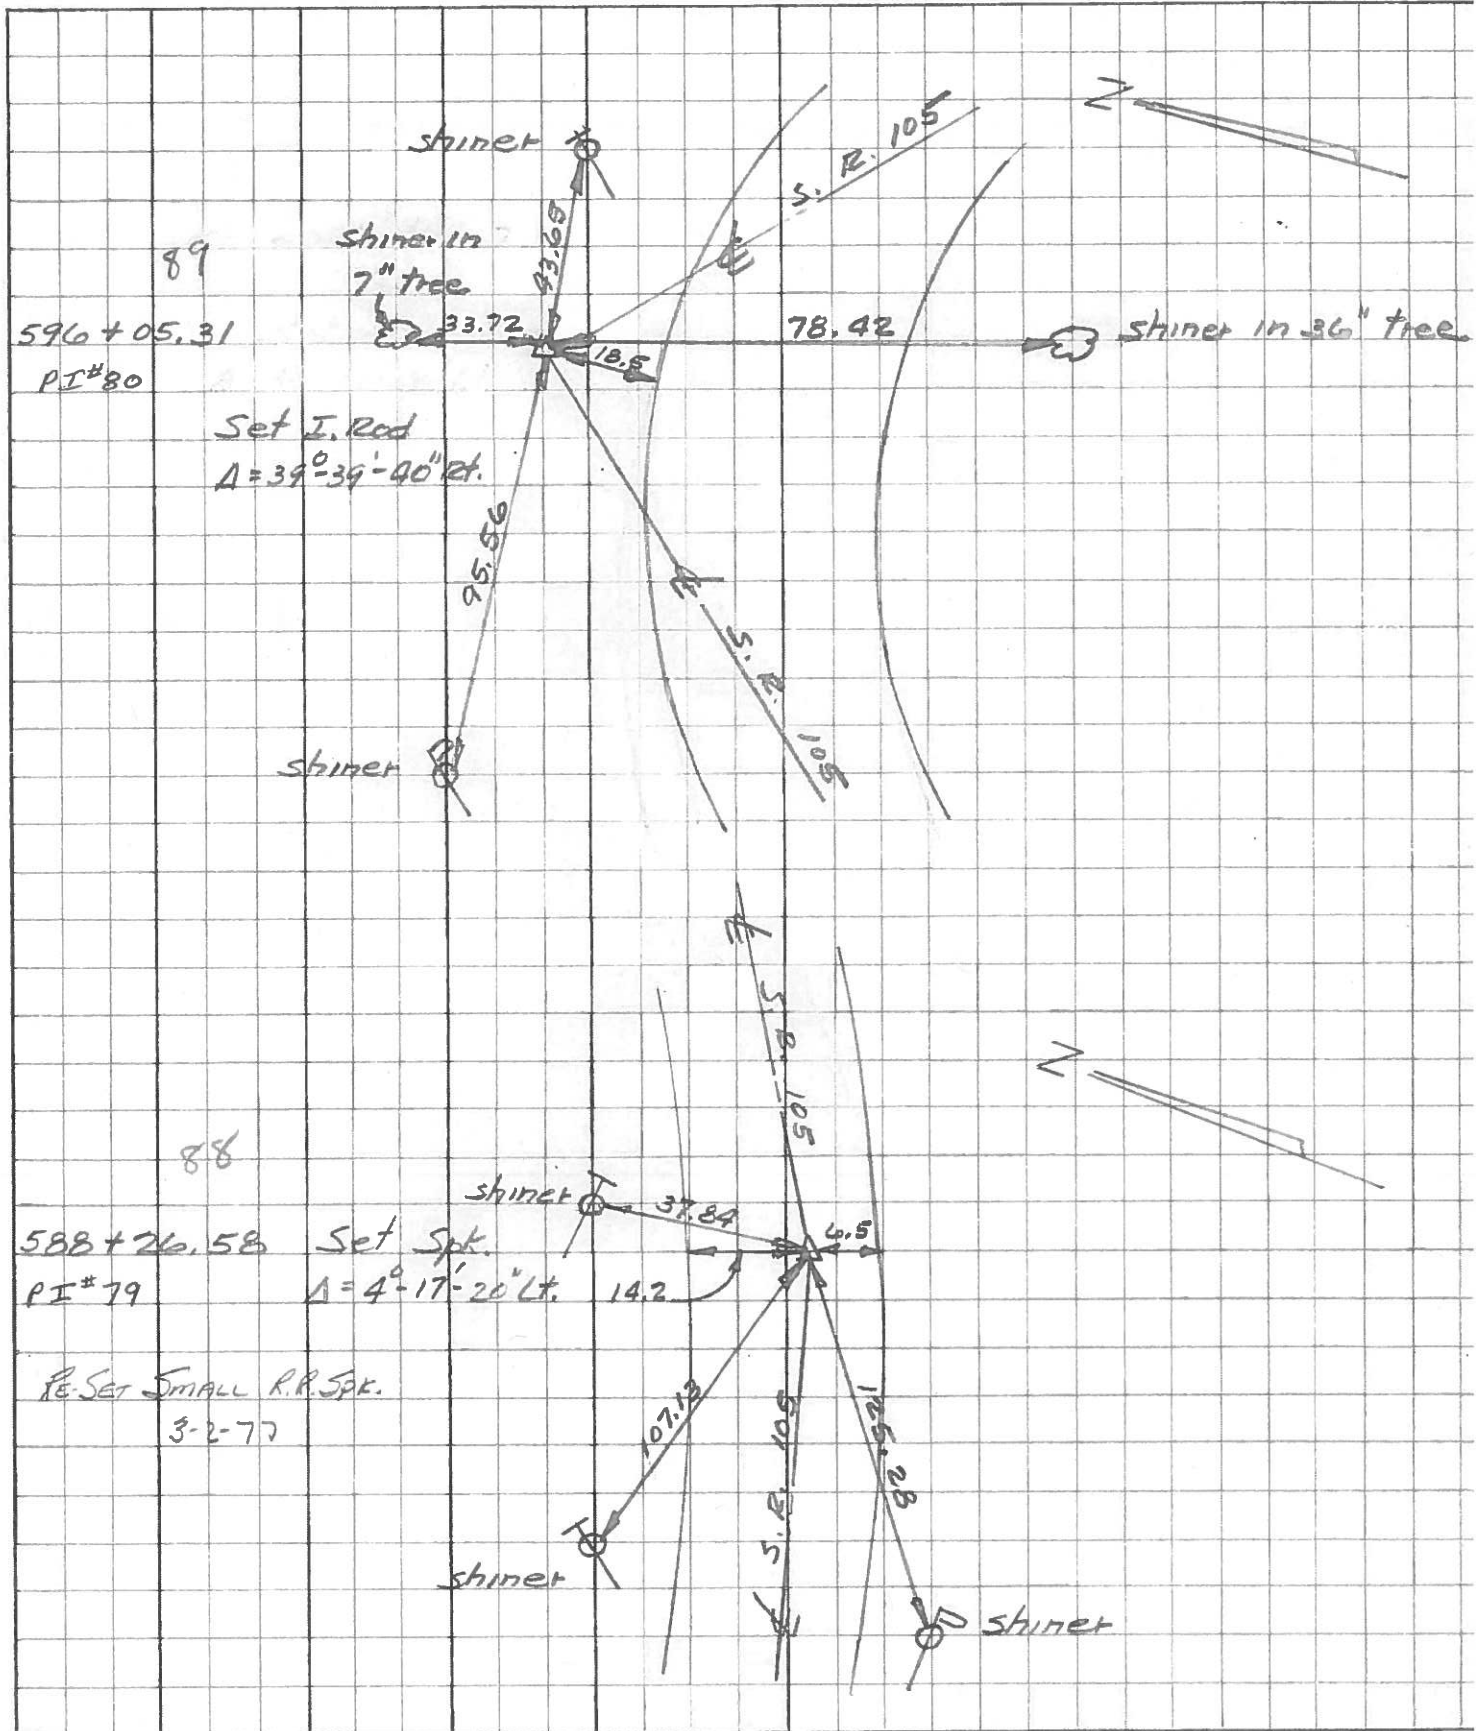 N
shiner
S. R. 105
89
shiner in
7" tree
43.65
596 + 05.31
33.72
78.42
shiner in 36" tree
18.5
PI#80
Set I. Rod
Δ = 39°-39'-40" Rt.
95.56
S. R. 105
shiner
S. R. 105
N
88
shiner
37.84
588 + 26.58
Set Spk.
6.5
PI#79
Δ = 4°-17'-20" Lt.
14.2
RE-SET SMALL R.R. SPK.
3-2-77
107.13
S. R. 105
125.28
shiner
shiner